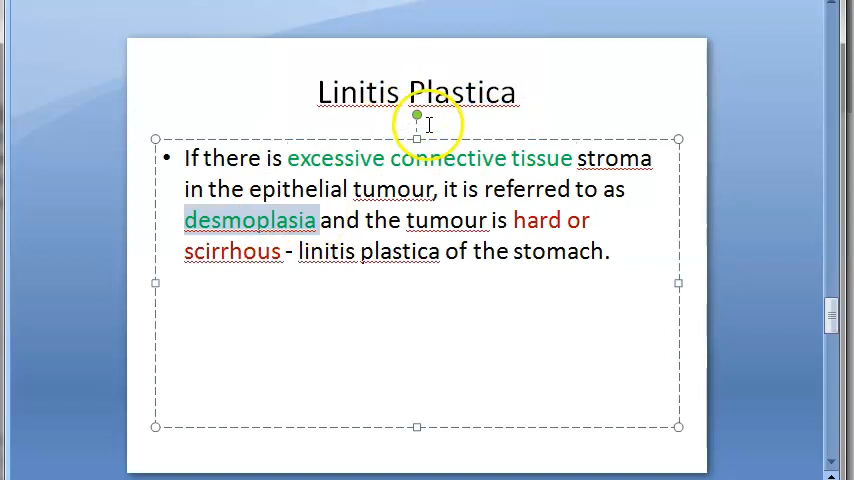 Linitis Plastica
• If there is excessive connective tissue stroma
in the epithelial tumour, it is referred to as
desmoplasia and the tumour is hard or
scirrhous - linitis plastica of the stomach.